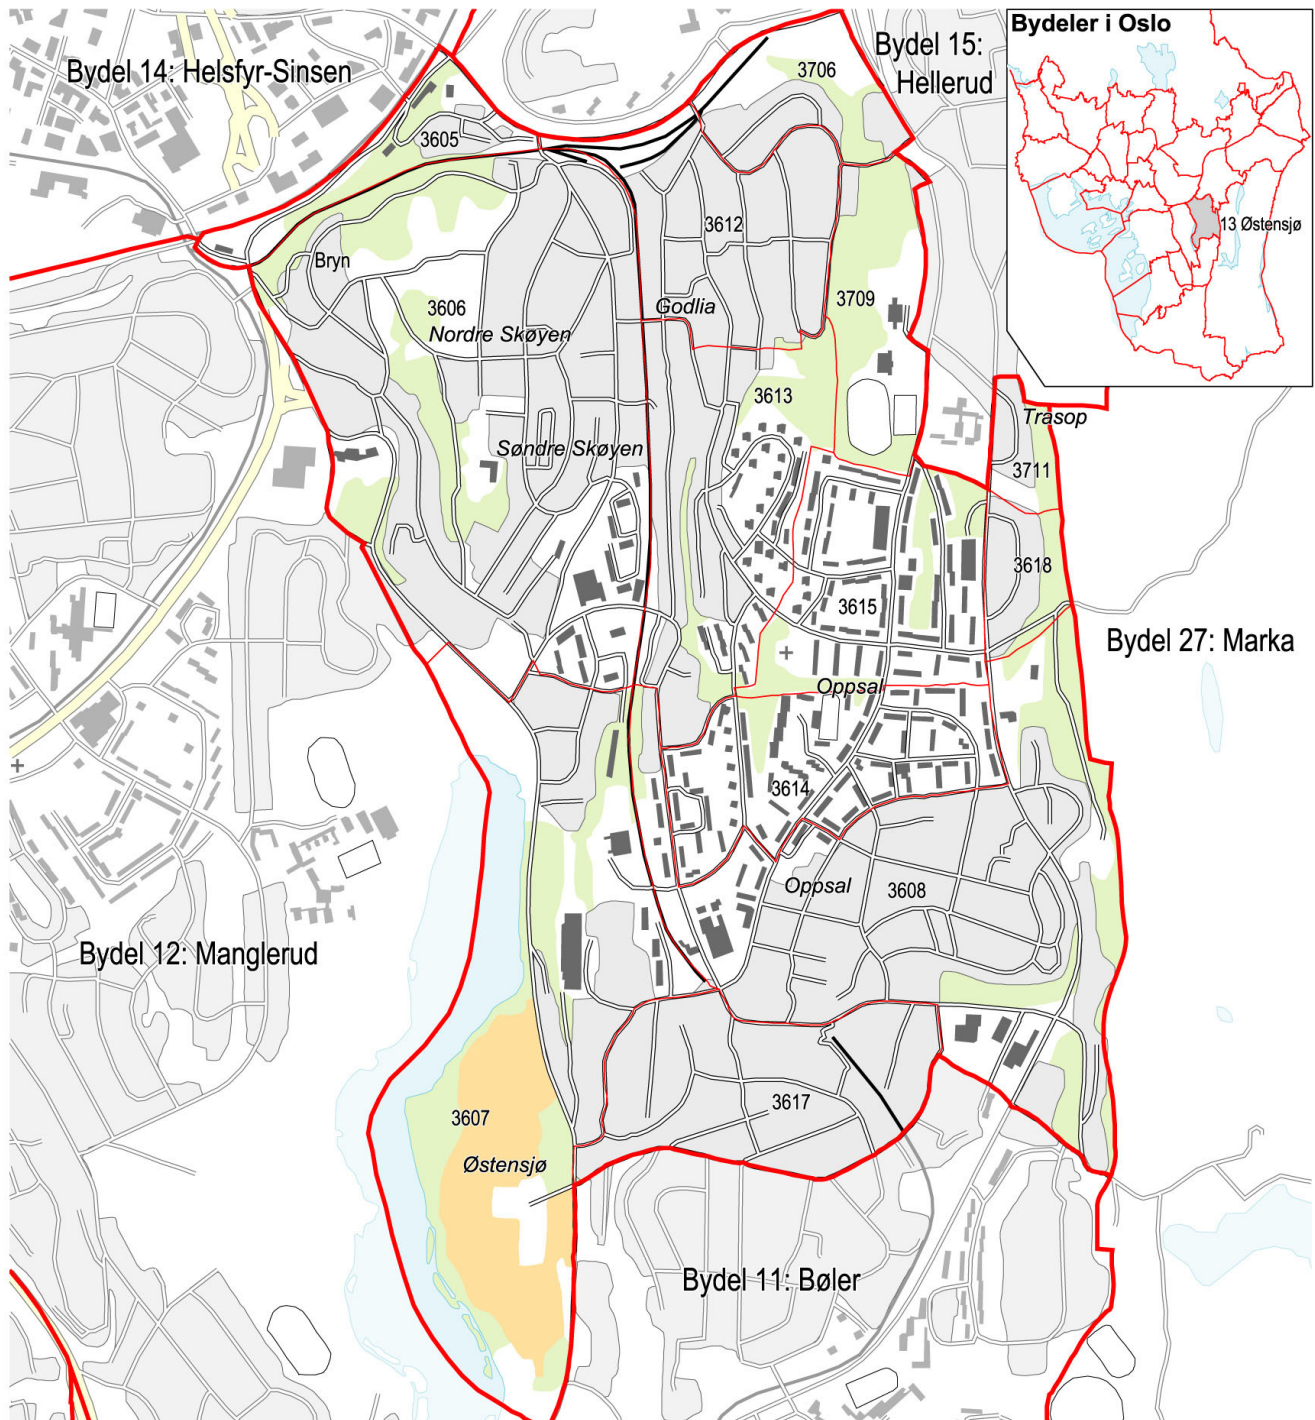 Bydeler i Oslo
13 Østensjø
Bydel 14: Helsfyr-Sinsen
Bydel 15:
Hellerud
3706
3605
3612
Bryn
3606
Godlia
3709
Nordre Skøyen
3613
Trasop
Søndre Skøyen
3711
3618
3615
Bydel 27: Marka
Oppsal
3614
Oppsal
3608
Bydel 12: Manglerud
3607
3617
Østensjø
Bydel 11: Bøler